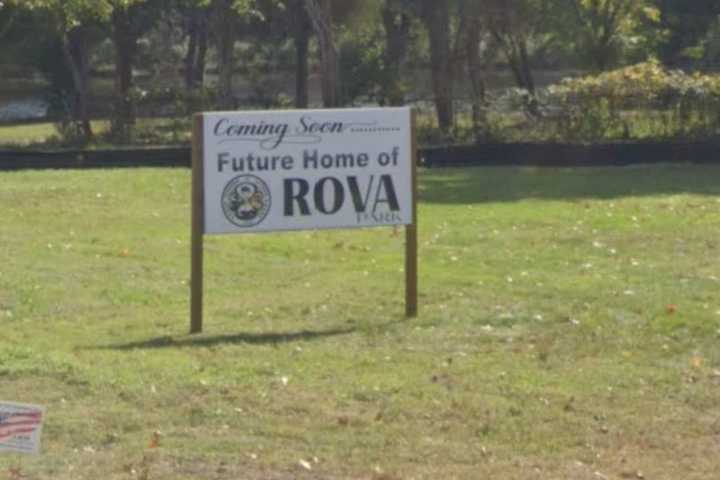 Coming Soon
Future Home of
ROVA
PARK